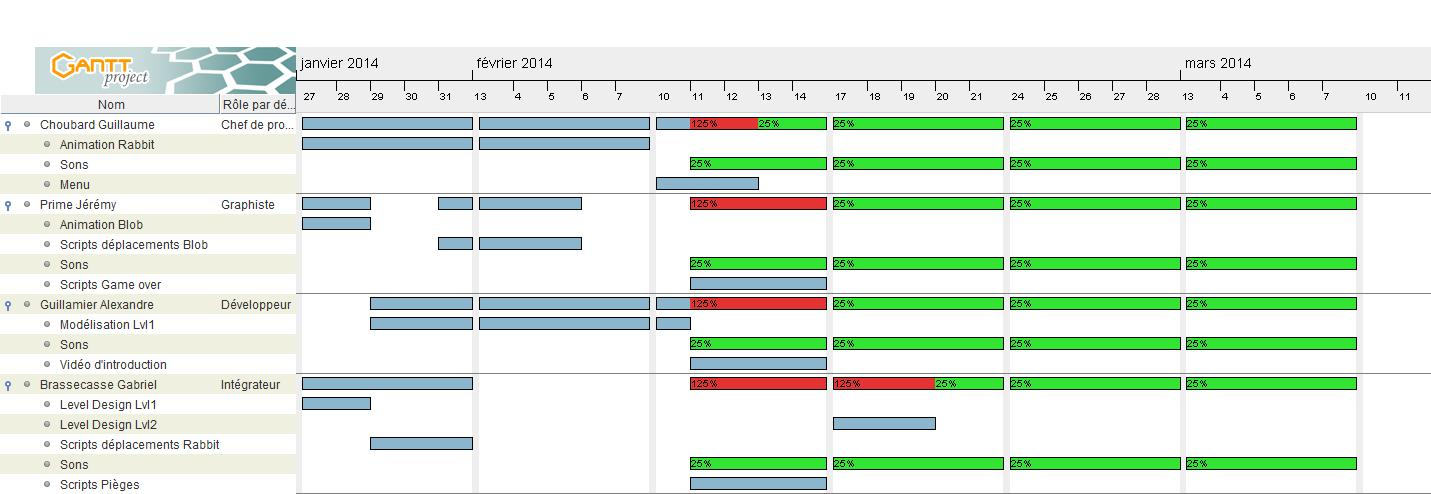 GANTT project
janvier 2014 février 2014 mars 2014
27 28 29 30 31 13 4 5 6 7 10 11 12 13 14 17 18 19 20 21 24 25 26 27 28 13 4 5 6 7 10 11
Nom Rôle par dé...
Choubard Guillaume Chef de pro... 125% 25% 25% 25% 25%
Animation Rabbit
Sons 25% 25% 25% 25%
Menu
Prime Jérémy Graphiste 125% 25% 25% 25%
Animation Blob
Scripts déplacements Blob
Sons 25% 25% 25% 25%
Scripts Game over
Guillamier Alexandre Développeur 125% 25% 25% 25%
Modélisation Lvl1
Sons 25% 25% 25% 25%
Vidéo d'introduction
Brassecasse Gabriel Intégrateur 125% 125% 25% 25% 25%
Level Design Lvl1
Level Design Lvl2
Scripts déplacements Rabbit
Sons 25% 25% 25% 25%
Scripts Pièges